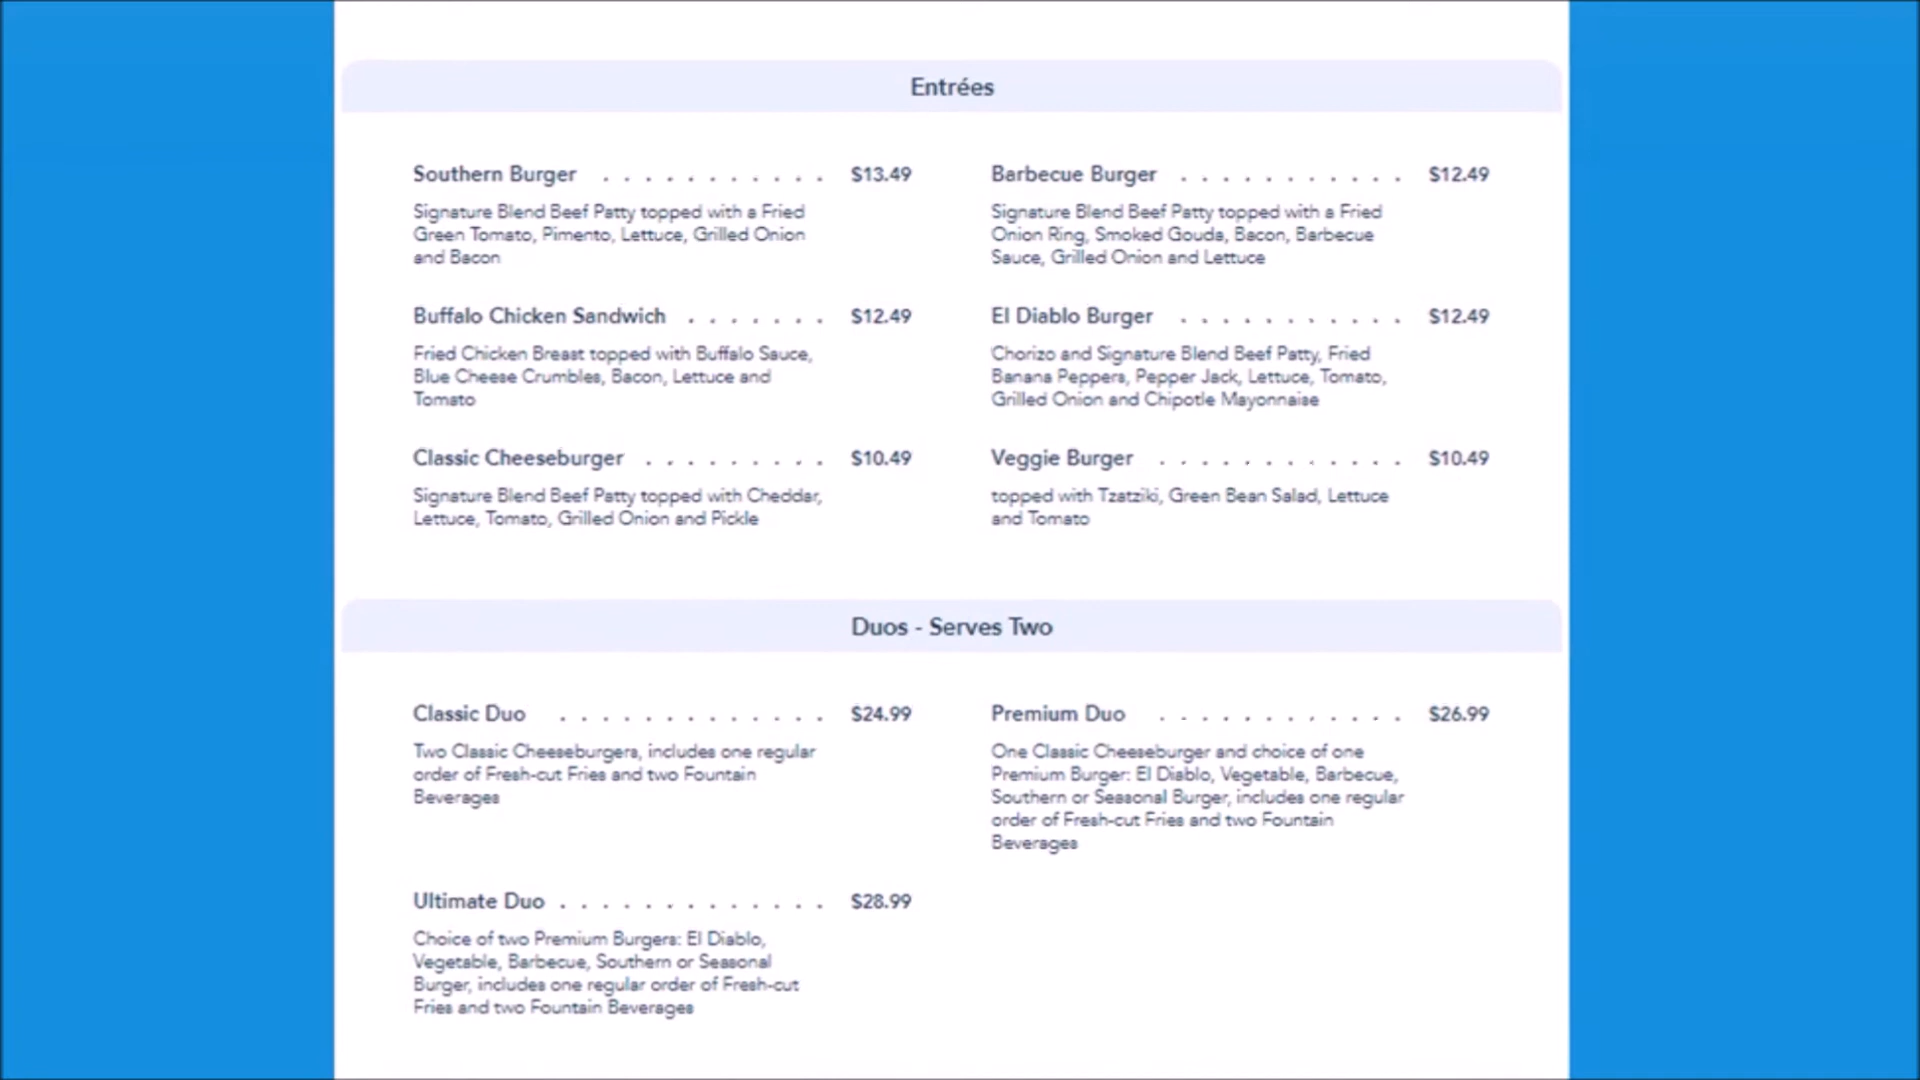 Entrées
Southern Burger . . . . . . . . . . . $13.49
Signature Blend Beef Patty topped with a Fried
Green Tomato, Pimento, Lettuce, Grilled Onion
and Bacon
Barbecue Burger . . . . . . . . . . . $12.49
Signature Blend Beef Patty topped with a Fried
Onion Ring, Smoked Gouda, Bacon, Barbecue
Sauce, Grilled Onion and Lettuce
Buffalo Chicken Sandwich . . . . . . . $12.49
Fried Chicken Breast topped with Buffalo Sauce,
Blue Cheese Crumbles, Bacon, Lettuce and
Tomato
El Diablo Burger . . . . . . . . . . . $12.49
Chorizo and Signature Blend Beef Patty, Fried
Banana Peppers, Pepper Jack, Lettuce, Tomato,
Grilled Onion and Chipotle Mayonnaise
Classic Cheeseburger . . . . . . . . . $10.49
Signature Blend Beef Patty topped with Cheddar,
Lettuce, Tomato, Grilled Onion and Pickle
Veggie Burger . . . . . . . . . . . . $10.49
topped with Tzatziki, Green Bean Salad, Lettuce
and Tomato
Duos - Serves Two
Classic Duo . . . . . . . . . . . . . $24.99
Two Classic Cheeseburgers, includes one regular
order of Fresh-cut Fries and two Fountain
Beverages
Premium Duo . . . . . . . . . . . . $26.99
One Classic Cheeseburger and choice of one
Premium Burger: El Diablo, Vegetable, Barbecue,
Southern or Seasonal Burger, includes one regular
order of Fresh-cut Fries and two Fountain
Beverages
Ultimate Duo . . . . . . . . . . . . . $28.99
Choice of two Premium Burgers: El Diablo,
Vegetable, Barbecue, Southern or Seasonal
Burger, includes one regular order of Fresh-cut
Fries and two Fountain Beverages